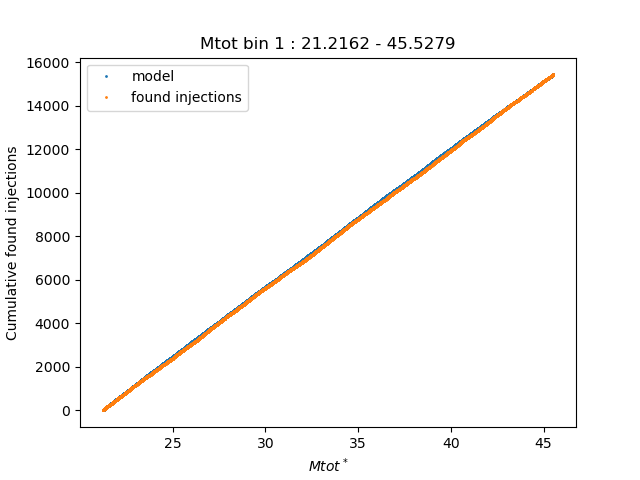 Mtot bin 1 : 21.2162 - 45.5279
model
found injections
Cumulative found injections
16000
14000
12000
10000
8000
6000
4000
2000
0
25 30 35 40 45
Mtot*